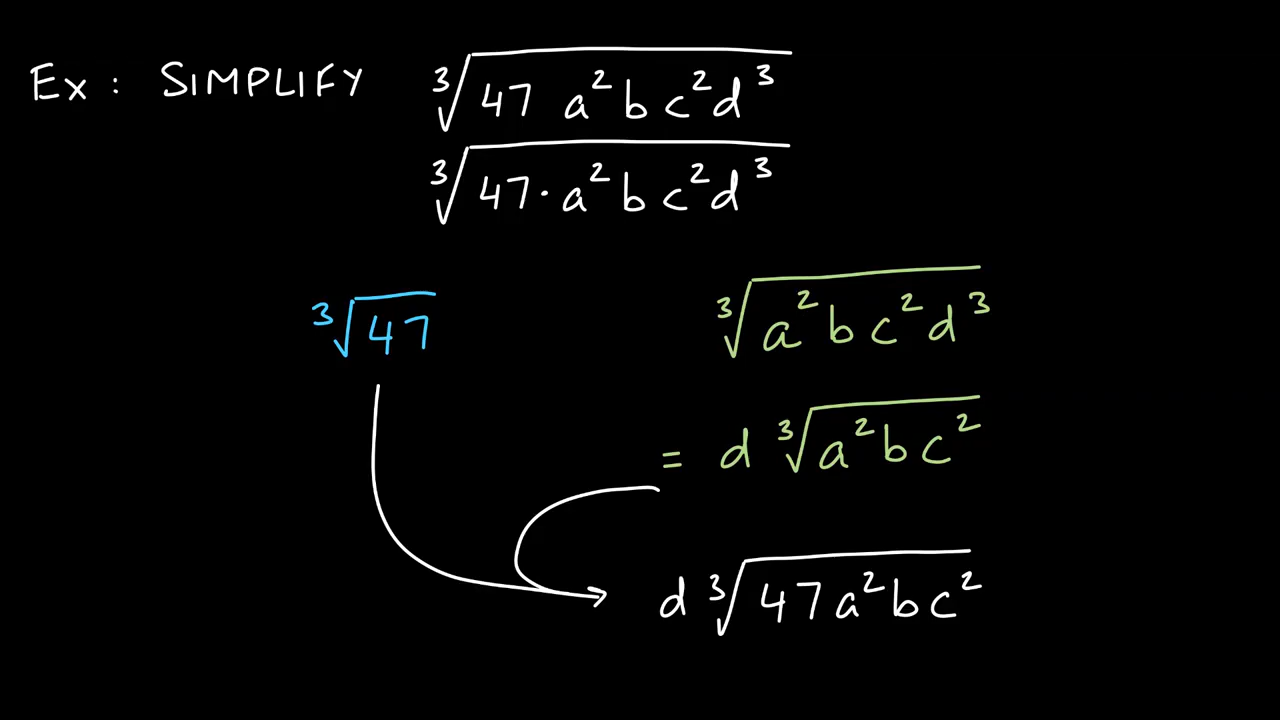 Ex: SIMPLIFY ∛(47 a²bc²d³)
∛(47·a²bc²d³)
∛47 ∛(a²bc²d³)
= d ∛(a²bc²)
d ∛(47a²bc²)